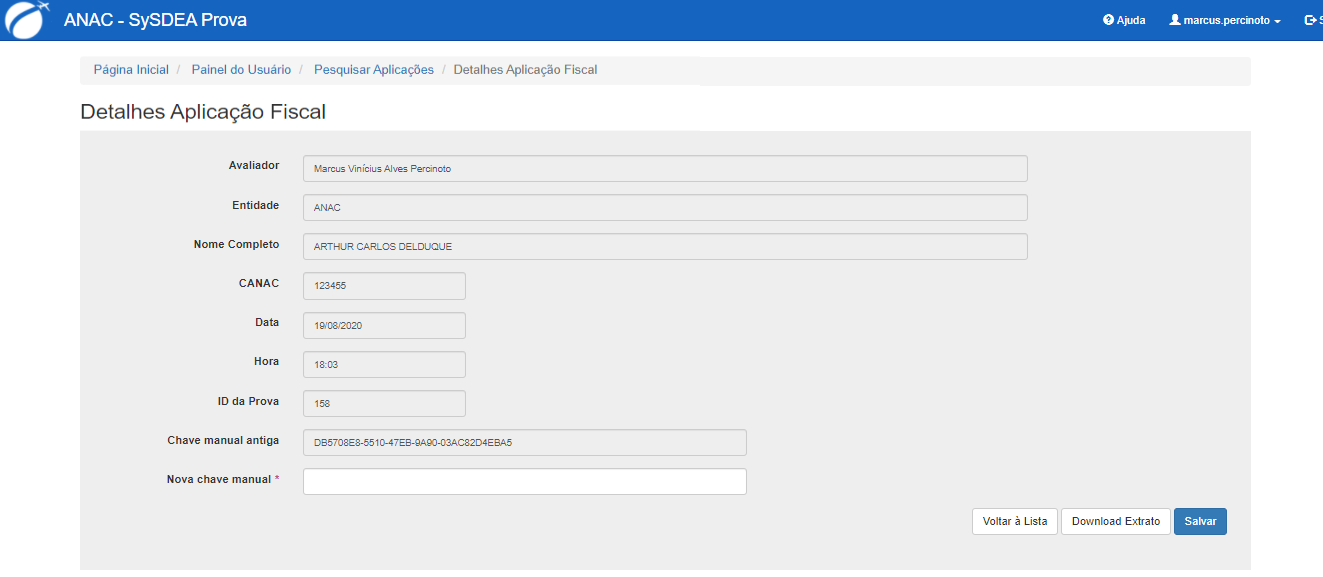 ANAC - SySDEA Prova
Ajuda marcus.percinoto S
Página Inicial / Painel do Usuário / Pesquisar Aplicações / Detalhes Aplicação Fiscal
Detalhes Aplicação Fiscal
Avaliador Marcus Vinícius Alves Percinoto
Entidade ANAC
Nome Completo ARTHUR CARLOS DELDUQUE
CANAC 123455
Data 19/08/2020
Hora 18:03
ID da Prova 158
Chave manual antiga DB5708E8-5510-47EB-9A90-03AC82D4EBA5
Nova chave manual *
Voltar à Lista Download Extrato Salvar